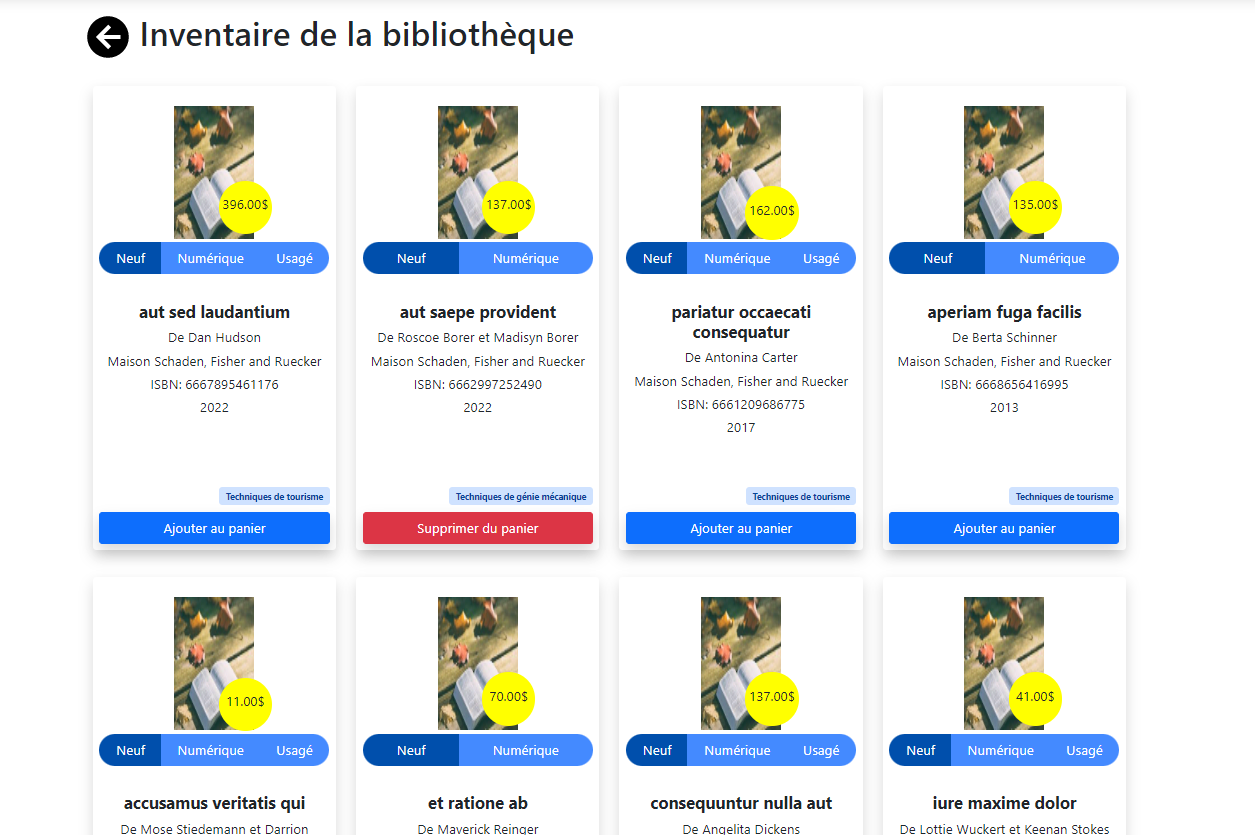 Inventaire de la bibliothèque
396.00$
Neuf Numérique Usagé
aut sed laudantium
De Dan Hudson
Maison Schaden, Fisher and Ruecker
ISBN: 6667895461176
2022
Techniques de tourisme
Ajouter au panier
137.00$
Neuf Numérique
aut saepe provident
De Roscoe Borer et Madisyn Borer
Maison Schaden, Fisher and Ruecker
ISBN: 6662997252490
2022
Techniques de génie mécanique
Supprimer du panier
162.00$
Neuf Numérique Usagé
pariatur occaecati
consequatur
De Antonina Carter
Maison Schaden, Fisher and Ruecker
ISBN: 6661209686775
2017
Techniques de tourisme
Ajouter au panier
135.00$
Neuf Numérique
aperiam fuga facilis
De Berta Schinner
Maison Schaden, Fisher and Ruecker
ISBN: 6668656416995
2013
Techniques de tourisme
Ajouter au panier
11.00$
Neuf Numérique Usagé
accusamus veritatis qui
De Mose Stiedemann et Darrion
70.00$
Neuf Numérique
et ratione ab
De Maverick Reinger
137.00$
Neuf Numérique Usagé
consequuntur nulla aut
De Angelita Dickens
41.00$
Neuf Numérique Usagé
iure maxime dolor
De Lottie Wuckert et Keenan Stokes